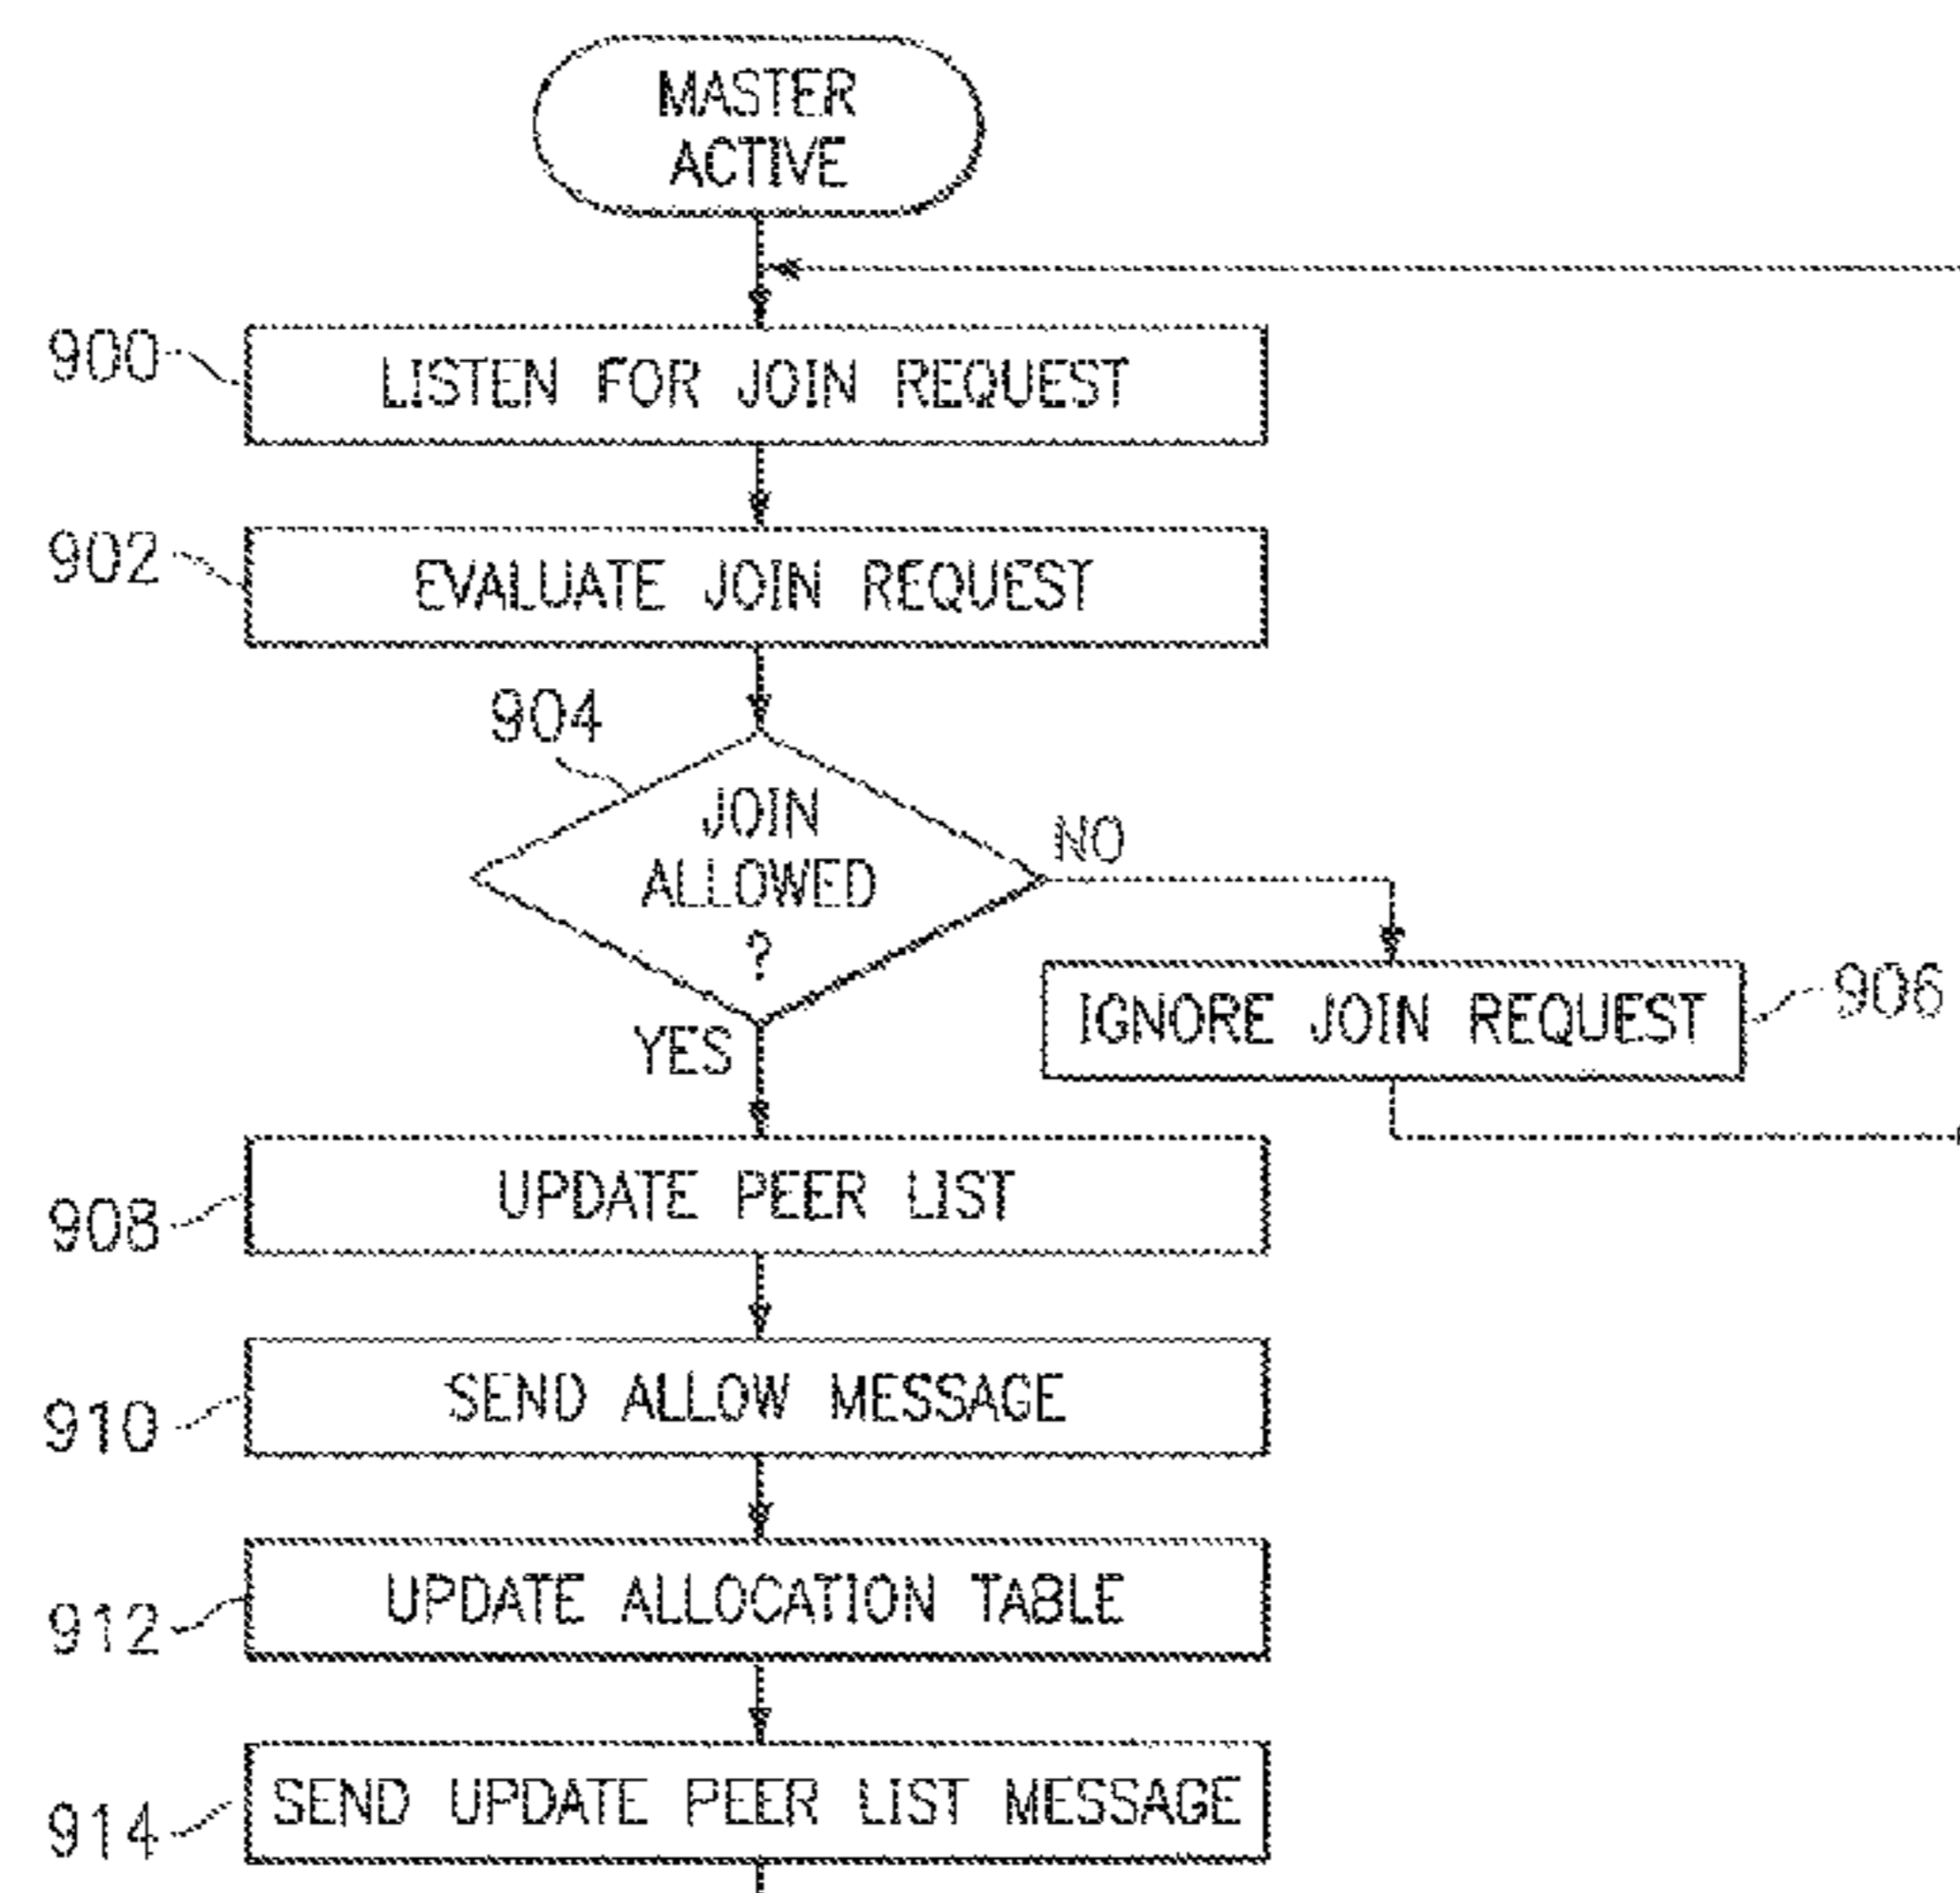 MASTER
ACTIVE
900
LISTEN FOR JOIN REQUEST
902
EVALUATE JOIN REQUEST
904
JOIN
ALLOWED
?
NO
YES
IGNORE JOIN REQUEST
906
908
UPDATE PEER LIST
910
SEND ALLOW MESSAGE
912
UPDATE ALLOCATION TABLE
914
SEND UPDATE PEER LIST MESSAGE